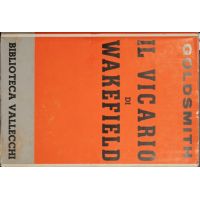 GOLDSMITH
IL VICARIO
DI
WAKEFIELD
BIBLIOTECA VALLECCHI